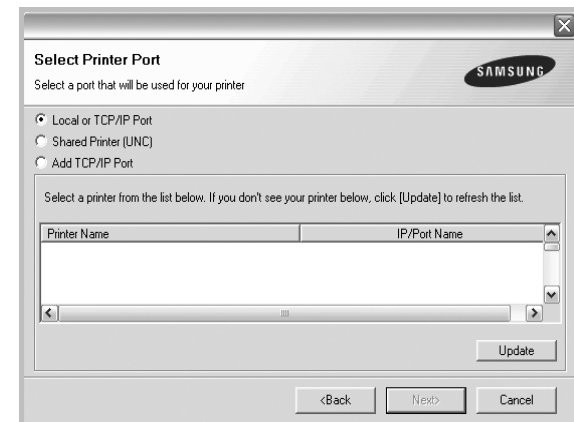 Select Printer Port
Select a port that will be used for your printer
SAMSUNG
Local or TCP/IP Port
Shared Printer (UNC)
Add TCP/IP Port
Select a printer from the list below. If you don't see your printer below, click [Update] to refresh the list.
Printer Name IP/Port Name
Update
<Back Next> Cancel